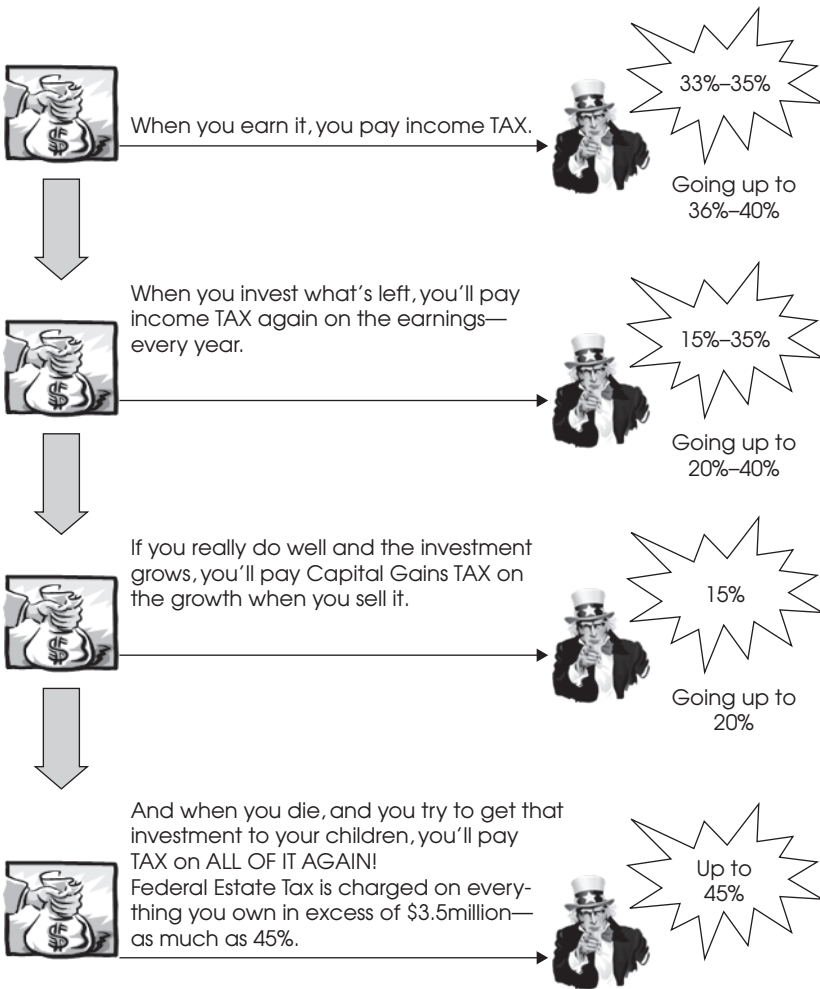 33%–35%
When you earn it, you pay income TAX.
Going up to
36%–40%
When you invest what's left, you'll pay
income TAX again on the earnings—
every year.
15%–35%
Going up to
20%–40%
If you really do well and the investment
grows, you'll pay Capital Gains TAX on
the growth when you sell it.
15%
Going up to
20%
And when you die, and you try to get that
investment to your children, you'll pay
TAX on ALL OF IT AGAIN!
Federal Estate Tax is charged on every-
thing you own in excess of $3.5million—
as much as 45%.
Up to
45%
$
$
$
$